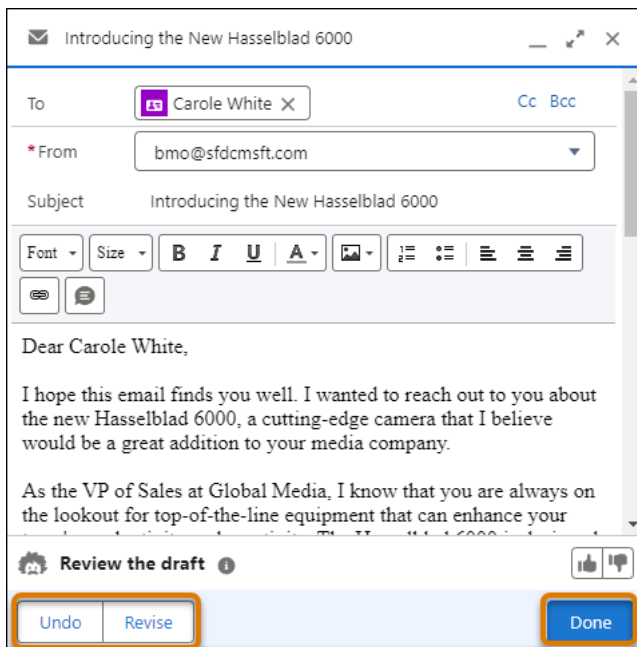 Introducing the New Hasselblad 6000
To Carole White Cc Bcc
*From bmo@sfdcmsft.com
Subject Introducing the New Hasselblad 6000
Font Size B I U A
Dear Carole White,
I hope this email finds you well. I wanted to reach out to you about
the new Hasselblad 6000, a cutting-edge camera that I believe
would be a great addition to your media company.
As the VP of Sales at Global Media, I know that you are always on
the lookout for top-of-the-line equipment that can enhance your
Review the draft
Undo Revise Done